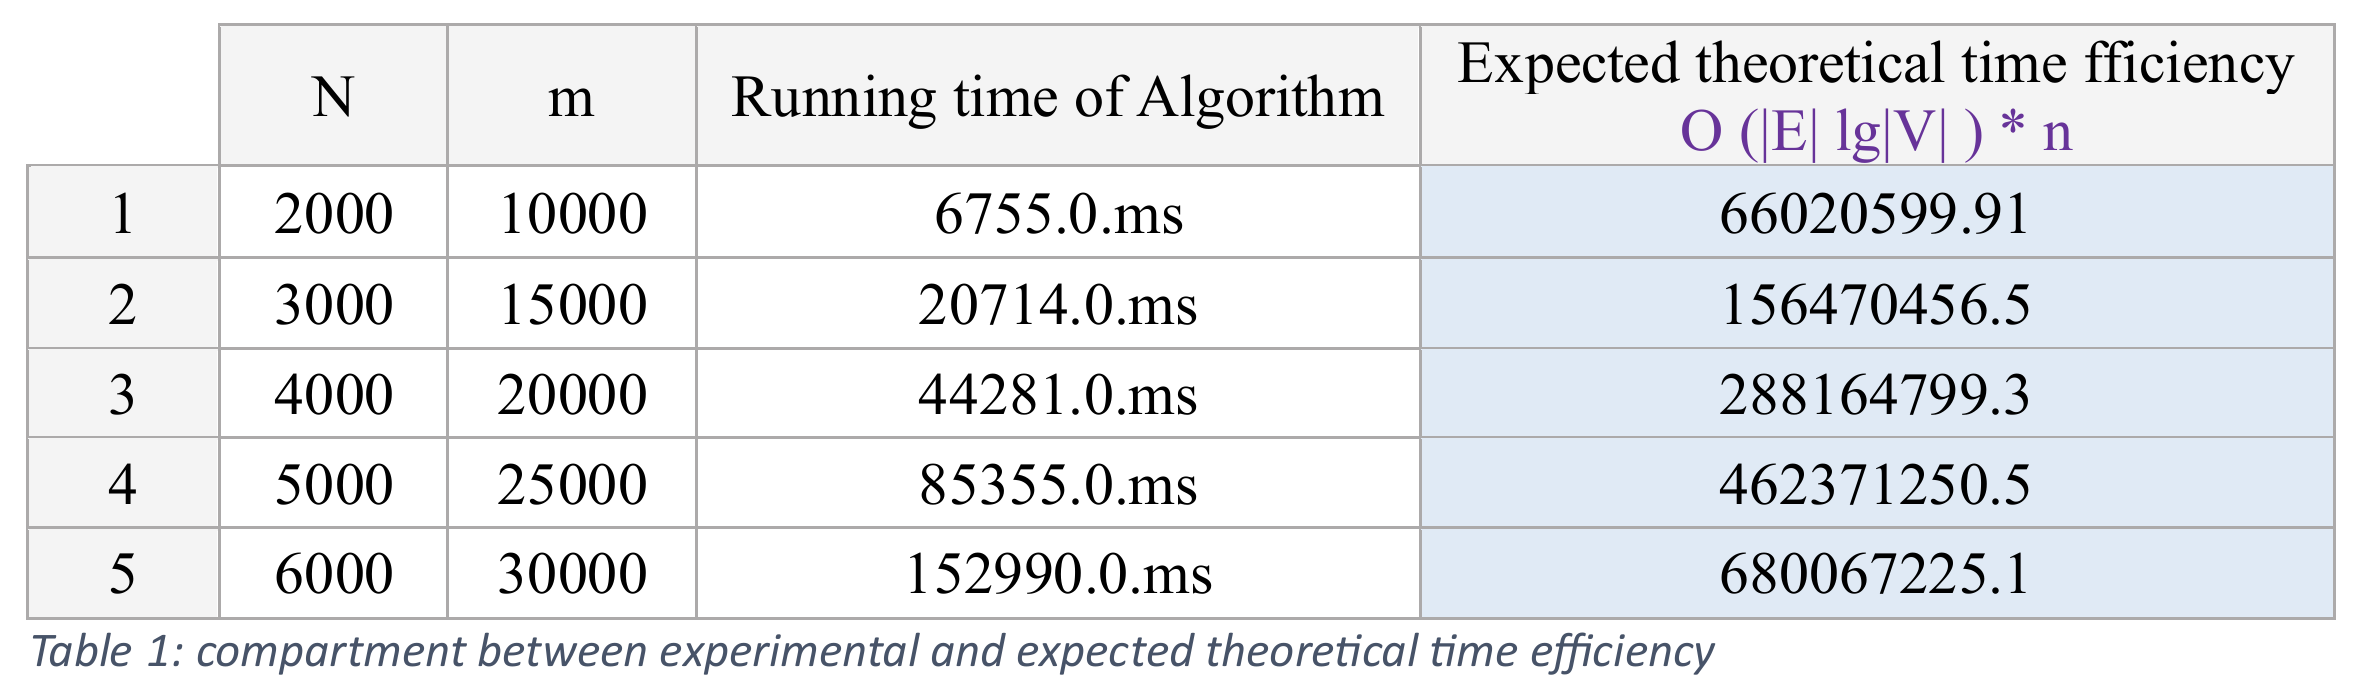 N m Running time of Algorithm Expected theoretical time fficiency
O (|E| lg|V| ) * n
1 2000 10000 6755.0.ms 66020599.91
2 3000 15000 20714.0.ms 156470456.5
3 4000 20000 44281.0.ms 288164799.3
4 5000 25000 85355.0.ms 462371250.5
5 6000 30000 152990.0.ms 680067225.1
Table 1: compartment between experimental and expected theoretical time efficiency